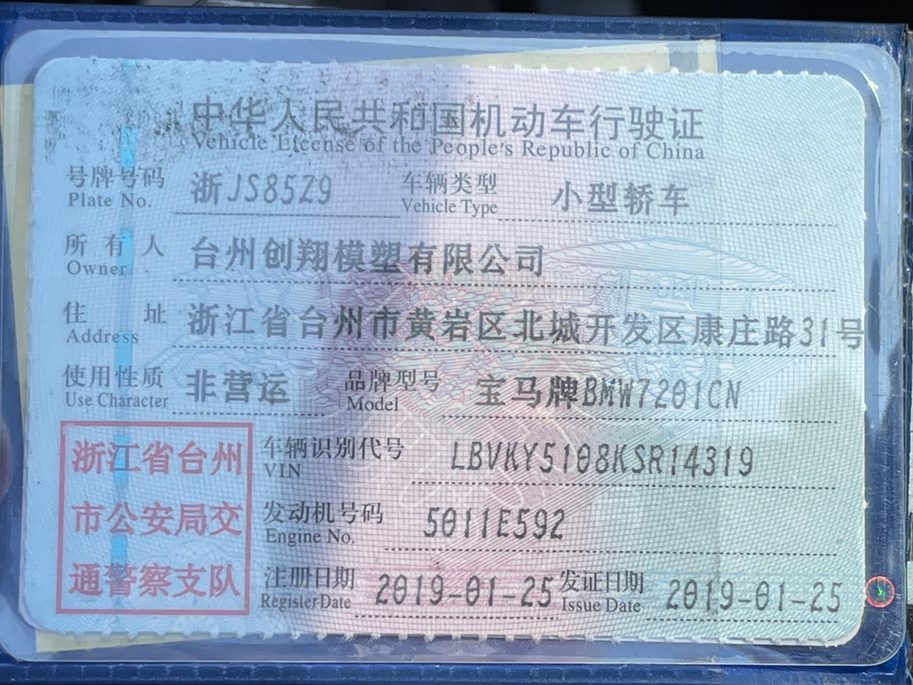 中华人民共和国机动车行驶证
Vehicle License of the People's Republic of China
号牌号码 浙JS85Z9 车辆类型 小型轿车
Plate No. Vehicle Type
所有人 台州创翔模塑有限公司
Owner
住址 浙江省台州市黄岩区北城开发区康庄路31号
Address
使用性质 非营运 品牌型号 宝马牌BMW7201CN
Use Character Model
浙江省台州
市公安局交
通警察支队
车辆识别代号 LBVKY5108KSR14319
VIN
发动机号码 5011E592
Engine No.
注册日期 2019-01-25 发证日期 2019-01-25
Register Date Issue Date